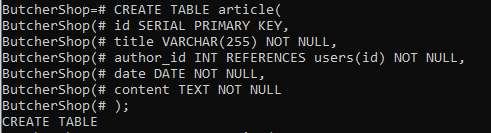 ButcherShop=# CREATE TABLE article(
ButcherShop(# id SERIAL PRIMARY KEY,
ButcherShop(# title VARCHAR(255) NOT NULL,
ButcherShop(# author_id INT REFERENCES users(id) NOT NULL,
ButcherShop(# date DATE NOT NULL,
ButcherShop(# content TEXT NOT NULL
ButcherShop(# );
CREATE TABLE